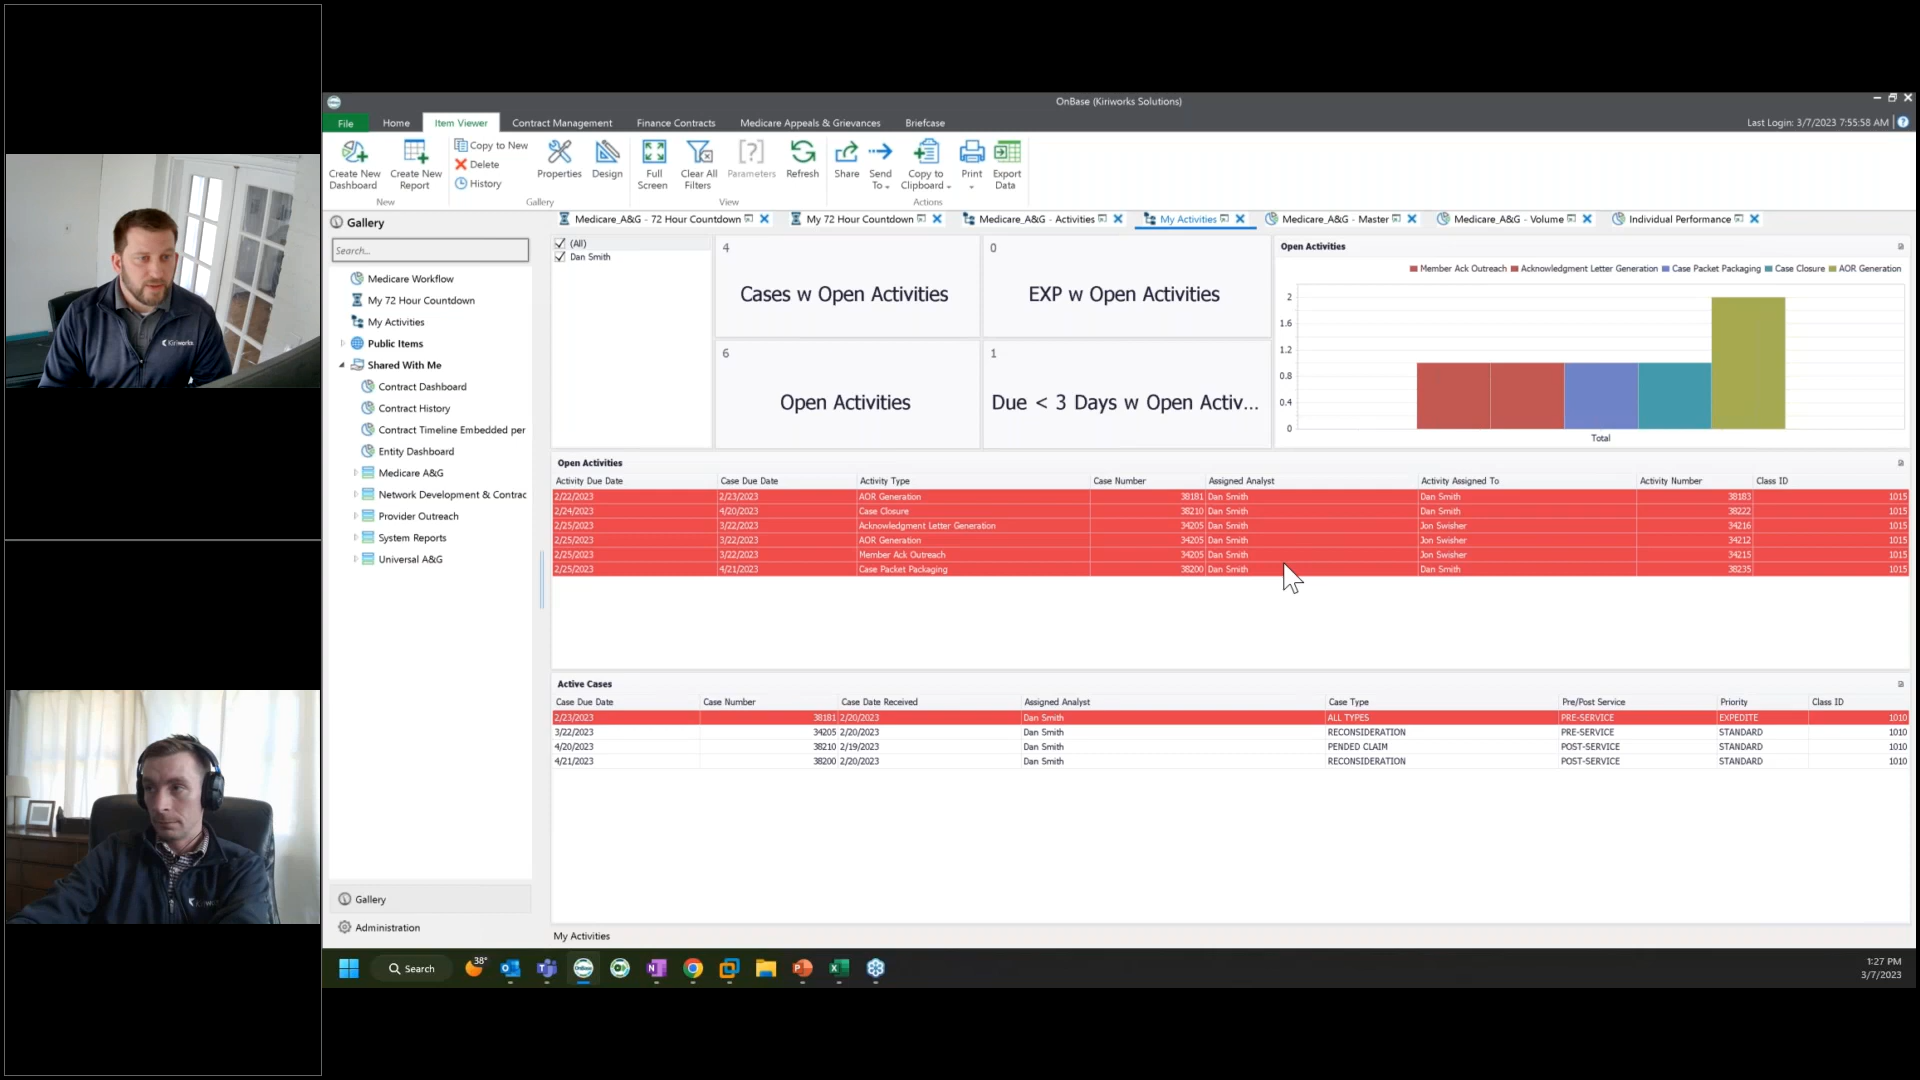 OnBase (Kiriworks Solutions)
File Home Item Viewer Contract Management Finance Contracts Medicare Appeals & Grievances Briefcase Last Login: 3/7/2023 7:55:58 AM
Create New Dashboard
Create New Report
Copy to New
Delete
History
Properties
Design
Full Screen
Clear All Filters
Parameters
Refresh
Share
Send To
Copy to Clipboard
Print
Export Data
New Gallery View Actions
Gallery
Search...
Medicare Workflow
My 72 Hour Countdown
My Activities
Public Items
Shared With Me
Contract Dashboard
Contract History
Contract Timeline Embedded per
Entity Dashboard
Medicare A&G
Network Development & Contrac
Provider Outreach
System Reports
Universal A&G
Gallery
Administration
Medicare_A&G - 72 Hour Countdown My 72 Hour Countdown Medicare_A&G - Activities My Activities Medicare_A&G - Master Medicare_A&G - Volume Individual Performance
(All)
Dan Smith
4
Cases w Open Activities
0
EXP w Open Activities
6
Open Activities
1
Due < 3 Days w Open Activ...
Open Activities
Member Ack Outreach Acknowledgment Letter Generation Case Packet Packaging Case Closure AOR Generation
2
1.6
1.2
0.8
0.4
0
Total
Open Activities
Activity Due Date Case Due Date Activity Type Case Number Assigned Analyst Activity Assigned To Activity Number Class ID
2/22/2023 2/23/2023 AOR Generation 38181 Dan Smith Dan Smith 38183 1015
2/24/2023 4/20/2023 Case Closure 38210 Dan Smith Dan Smith 38222 1015
2/25/2023 3/22/2023 Acknowledgment Letter Generation 34205 Dan Smith Jon Swisher 34216 1015
2/25/2023 3/22/2023 AOR Generation 34205 Dan Smith Jon Swisher 34212 1015
2/25/2023 3/22/2023 Member Ack Outreach 34205 Dan Smith Jon Swisher 34215 1015
2/25/2023 4/21/2023 Case Packet Packaging 38200 Dan Smith Dan Smith 38235 1015
Active Cases
Case Due Date Case Number Case Date Received Assigned Analyst Case Type Pre/Post Service Priority Class ID
2/23/2023 38181 2/20/2023 Dan Smith ALL TYPES PRE-SERVICE EXPEDITE 1010
3/22/2023 34205 2/20/2023 Dan Smith RECONSIDERATION PRE-SERVICE STANDARD 1010
4/20/2023 38210 2/19/2023 Dan Smith PENDED CLAIM POST-SERVICE STANDARD 1010
4/21/2023 38200 2/20/2023 Dan Smith RECONSIDERATION POST-SERVICE STANDARD 1010
My Activities
Search
38°
1:27 PM
3/7/2023
Kiriworks